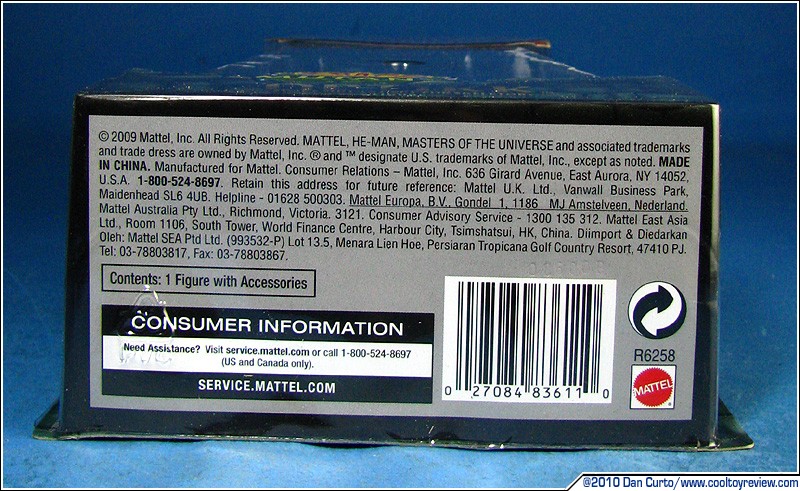 © 2009 Mattel, Inc. All Rights Reserved. MATTEL, HE-MAN, MASTERS OF THE UNIVERSE and associated trademarks
and trade dress are owned by Mattel, Inc. ® and ™ designate U.S. trademarks of Mattel, Inc., except as noted. MADE
IN CHINA. Manufactured for Mattel. Consumer Relations – Mattel, Inc. 636 Girard Avenue, East Aurora, NY 14052,
U.S.A. 1-800-524-8697. Retain this address for future reference: Mattel U.K. Ltd., Vanwall Business Park,
Maidenhead SL6 4UB. Helpline - 01628 500303. Mattel Europa, B.V., Gondel 1, 1186 MJ Amstelveen, Nederland.
Mattel Australia Pty Ltd., Richmond, Victoria. 3121. Consumer Advisory Service - 1300 135 312. Mattel East Asia
Ltd., Room 1106, South Tower, World Finance Centre, Harbour City, Tsimshatsui, HK, China. Diimport & Diedarkan
Oleh: Mattel SEA Ptd Ltd. (993532-P) Lot 13.5, Menara Lien Hoe, Persiaran Tropicana Golf Country Resort, 47410 PJ.
Tel: 03-78803817, Fax: 03-78803867.
Contents: 1 Figure with Accessories
CONSUMER INFORMATION
Need Assistance? Visit service.mattel.com or call 1-800-524-8697
(US and Canada only).
SERVICE.MATTEL.COM
0 27084 83611 0
R6258
MATTEL
©2010 Dan Curto/www.cooltoyreview.com